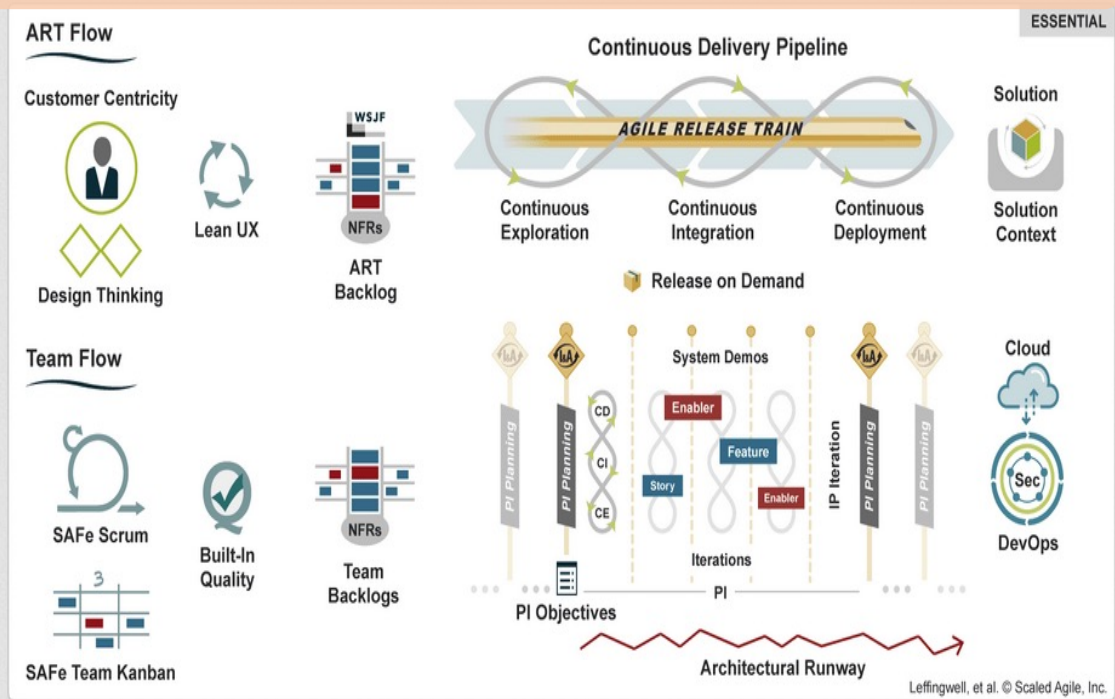 ESSENTIAL
ART Flow
Customer Centricity
Design Thinking
Lean UX
WSJF
NFRs
ART
Backlog
Continuous Delivery Pipeline
AGILE RELEASE TRAIN
Continuous
Exploration
Continuous
Integration
Continuous
Deployment
Release on Demand
Solution
Solution
Context
Team Flow
SAFe Scrum
3
SAFe Team Kanban
Built-In
Quality
NFRs
Team
Backlogs
I&A
I&A
I&A
I&A
PI Planning
PI Planning
CD
CI
CE
System Demos
Enabler
Feature
Story
Enabler
Iterations
IP Iteration
PI Planning
PI Planning
PI
PI Objectives
Architectural Runway
Cloud
Sec
DevOps
Leffingwell, et al. © Scaled Agile, Inc.